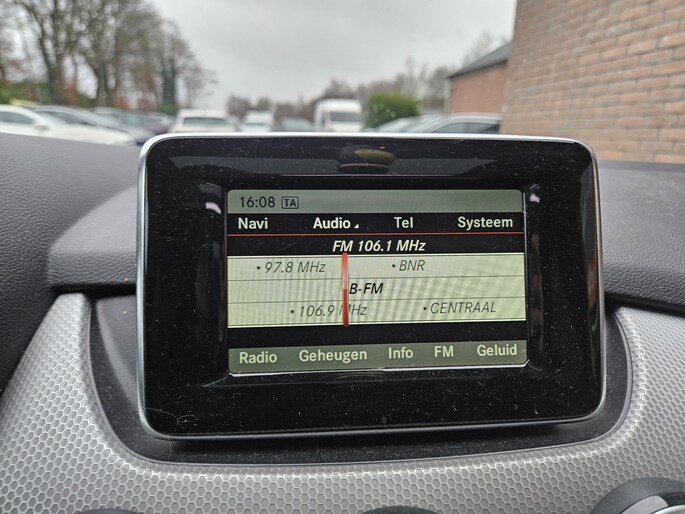 16:08 TA
Navi Audio Tel Systeem
FM 106.1 MHz
• 97.8 MHz • BNR
B-FM
• 106.9 MHz • CENTRAAL
Radio Geheugen Info FM Geluid